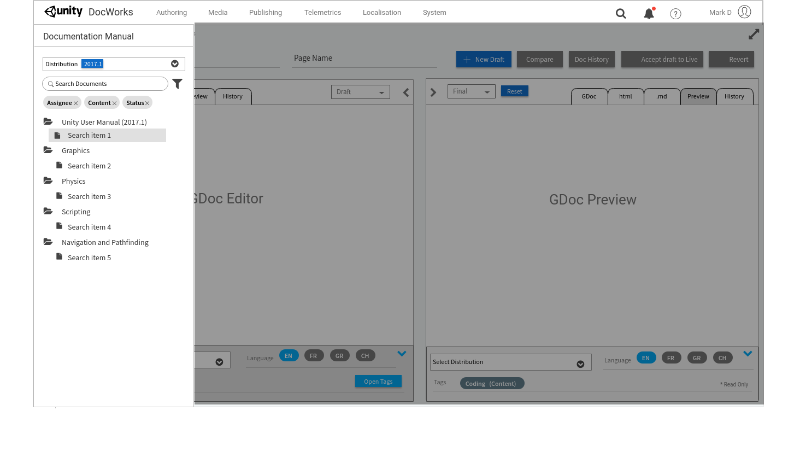 unity DocWorks Authoring Media Publishing Telemetrics Localisation System Mark D
Documentation Manual
Distribution 2017.1
Search Documents
Assignee × Content × Status ×
Unity User Manual (2017.1)
Search item 1
Graphics
Search item 2
Physics
Search item 3
Scripting
Search item 4
Navigation and Pathfinding
Search item 5
Page Name
+ New Draft Compare Doc History Accept draft to Live Revert
view History Draft
Final Reset GDoc html .md Preview History
GDoc Editor
GDoc Preview
Language EN FR GR CH
Open Tags
Select Distribution Language EN FR GR CH
Tags Coding (Content) * Read Only